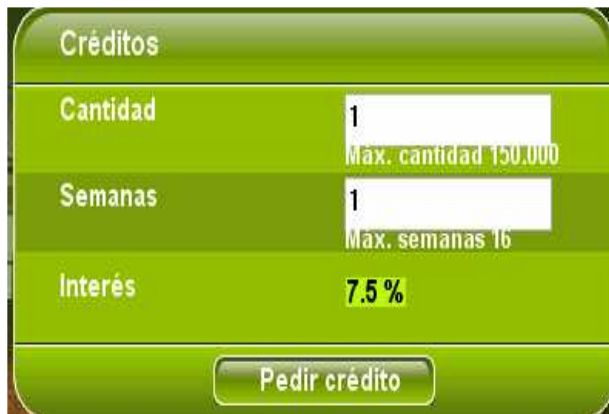 Créditos
Cantidad
1
Máx. cantidad 150.000
Semanas
1
Máx. semanas 16
Interés
7.5 %
Pedir crédito